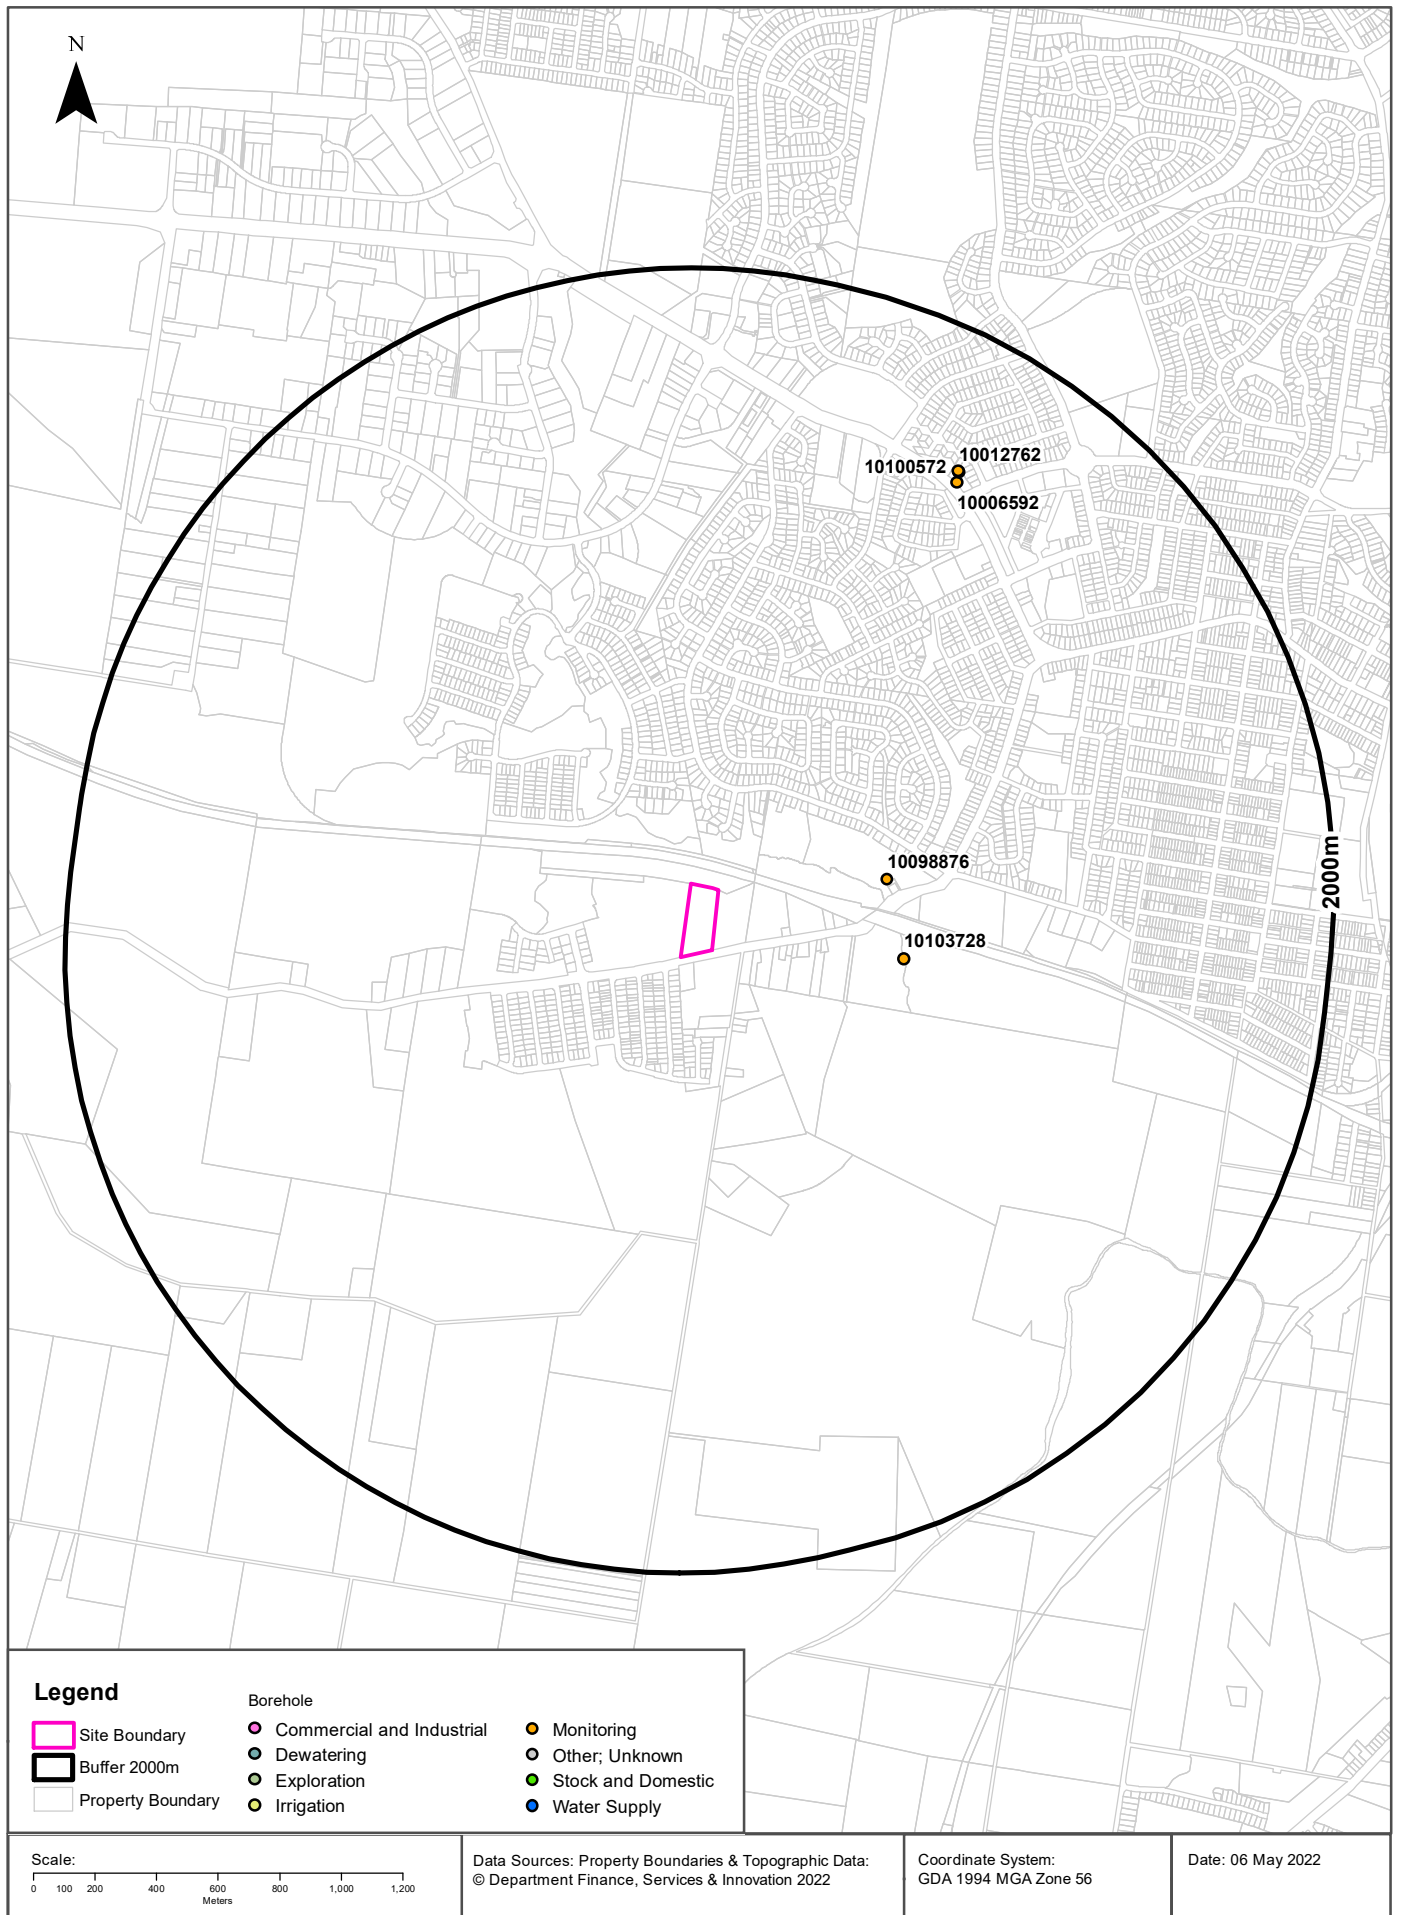 N
10012762
10100572
10006592
2000m
10098876
10103728
Legend
Site Boundary
Buffer 2000m
Property Boundary
Borehole
Commercial and Industrial
Dewatering
Exploration
Irrigation
Monitoring
Other; Unknown
Stock and Domestic
Water Supply
Scale:
0 100 200 400 600 800 1,000 1,200
Meters
Data Sources: Property Boundaries & Topographic Data:
© Department Finance, Services & Innovation 2022
Coordinate System:
GDA 1994 MGA Zone 56
Date: 06 May 2022